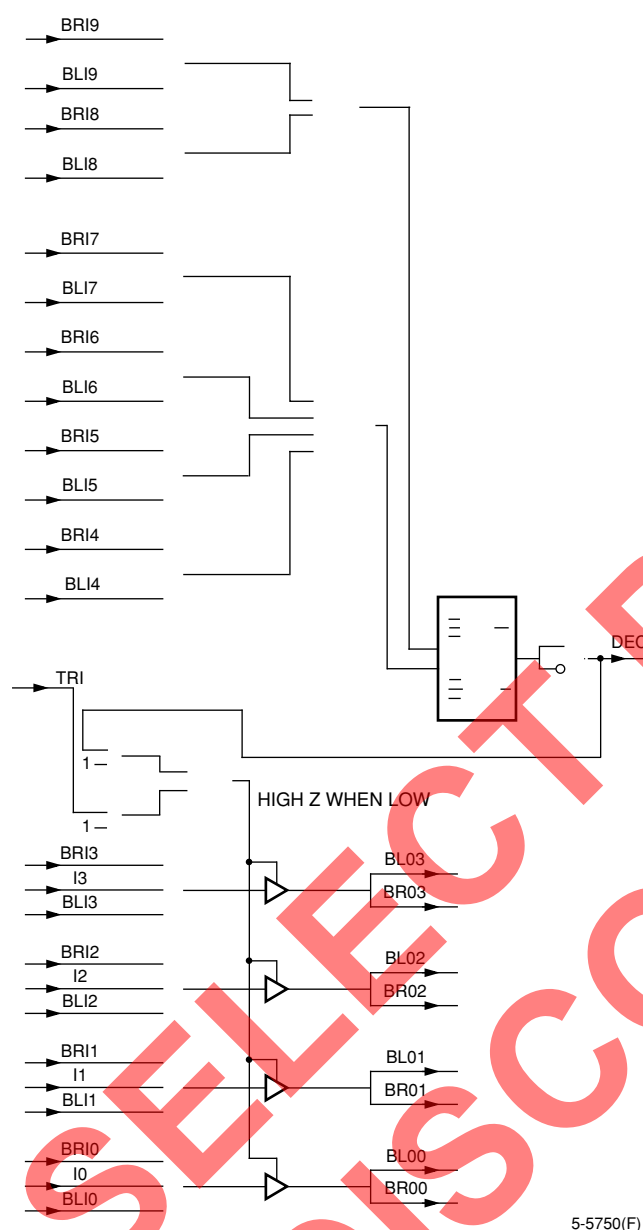 BRI9
BLI9
BRI8
BLI8
BRI7
BLI7
BRI6
BLI6
BRI5
BLI5
BRI4
BLI4
DEC
TRI
1
HIGH Z WHEN LOW
1
BRI3
I3
BLI3
BL03
BR03
BRI2
I2
BLI2
BL02
BR02
BRI1
I1
BLI1
BL01
BR01
BRI0
I0
BLI0
BL00
BR00
SELECT D
DISCO
5-5750(F)